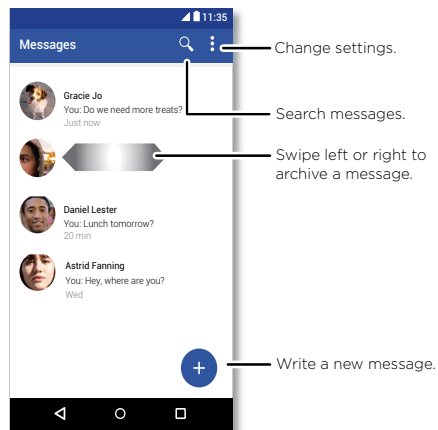 11:35
Messages
Change settings.
Gracie Jo
You: Do we need more treats?
Just now
Search messages.
Swipe left or right to
archive a message.
Daniel Lester
You: Lunch tomorrow?
20 min
Astrid Fanning
You: Hey, where are you?
Wed
Write a new message.